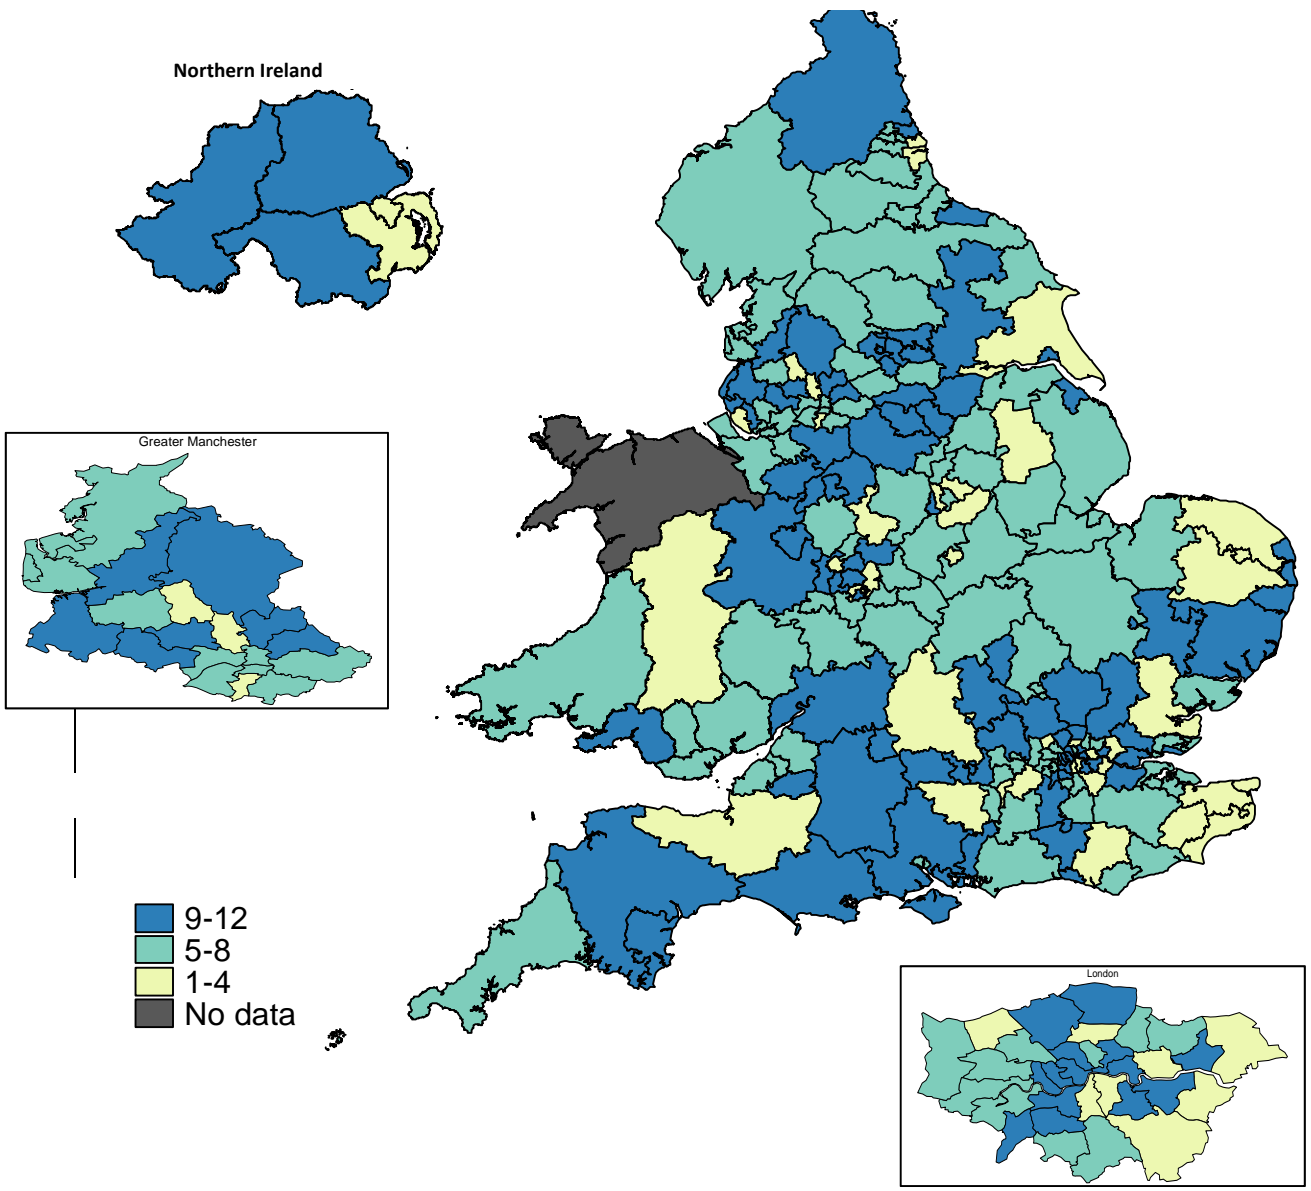 Northern Ireland
Greater Manchester
9-12
5-8
1-4
No data
London